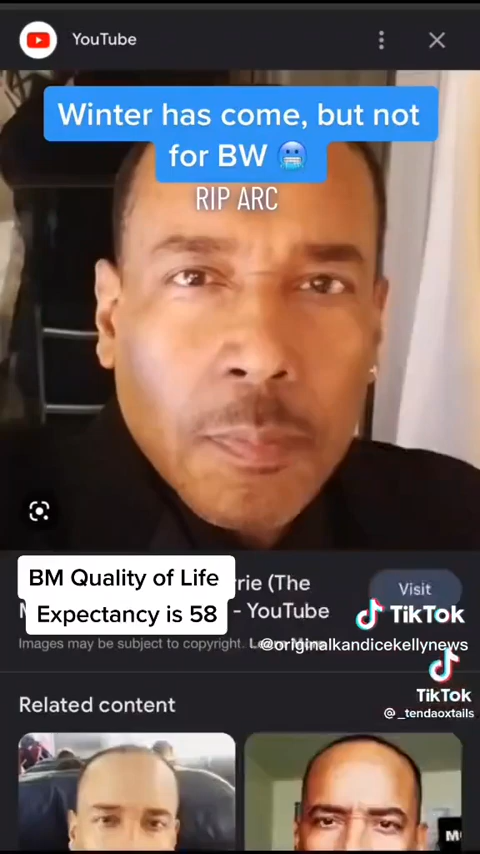 YouTube
Winter has come, but not
for BW 🥶
RIP ARC
BM Quality of Life
Expectancy is 58
rie (The
- YouTube
Visit
TikTok
Images may be subject to copyright.
@originalkandicekellynews
TikTok
@_tendaoxtails
Related content